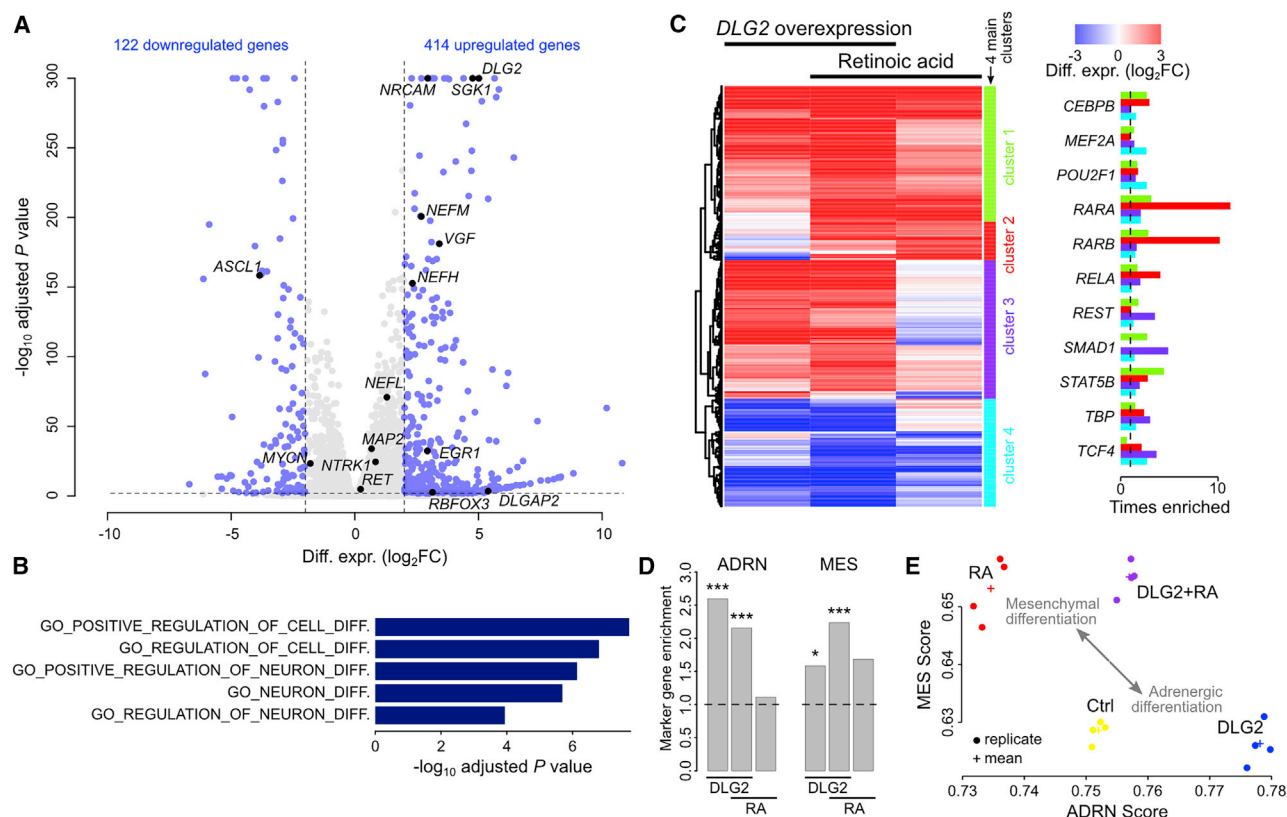 A
122 downregulated genes
414 upregulated genes
-log10 adjusted P value
300
250
200
150
100
50
0
DLG2
NRCAM
SGK1
NEFM
VGF
ASCL1
NEFH
NEFL
MAP2
MYCN
NTRK1
EGR1
RET
RBFOX3
DLGAP2
-10
-5
0
5
10
Diff. expr. (log2FC)
B
GO_POSITIVE_REGULATION_OF_CELL_DIFF.
GO_REGULATION_OF_CELL_DIFF.
GO_POSITIVE_REGULATION_OF_NEURON_DIFF.
GO_NEURON_DIFF.
GO_REGULATION_OF_NEURON_DIFF.
0
2
4
6
-log10 adjusted P value
C
DLG2 overexpression
Retinoic acid
4 main
clusters
cluster 1
cluster 2
cluster 3
cluster 4
-3
3
Diff. expr. (log2FC)
CEBPB
MEF2A
POU2F1
RARA
RARB
RELA
REST
SMAD1
STAT5B
TBP
TCF4
0
10
Times enriched
D
ADRN
MES
Marker gene enrichment
3.0
2.5
2.0
1.5
1.0
0.5
0.0
***
***
*
***
DLG2
RA
DLG2
RA
E
RA
DLG2+RA
Mesenchymal
differentiation
Adrenergic
differentiation
Ctrl
DLG2
replicate
+ mean
MES Score
0.65
0.64
0.63
0.73
0.74
0.75
0.76
0.77
0.78
ADRN Score